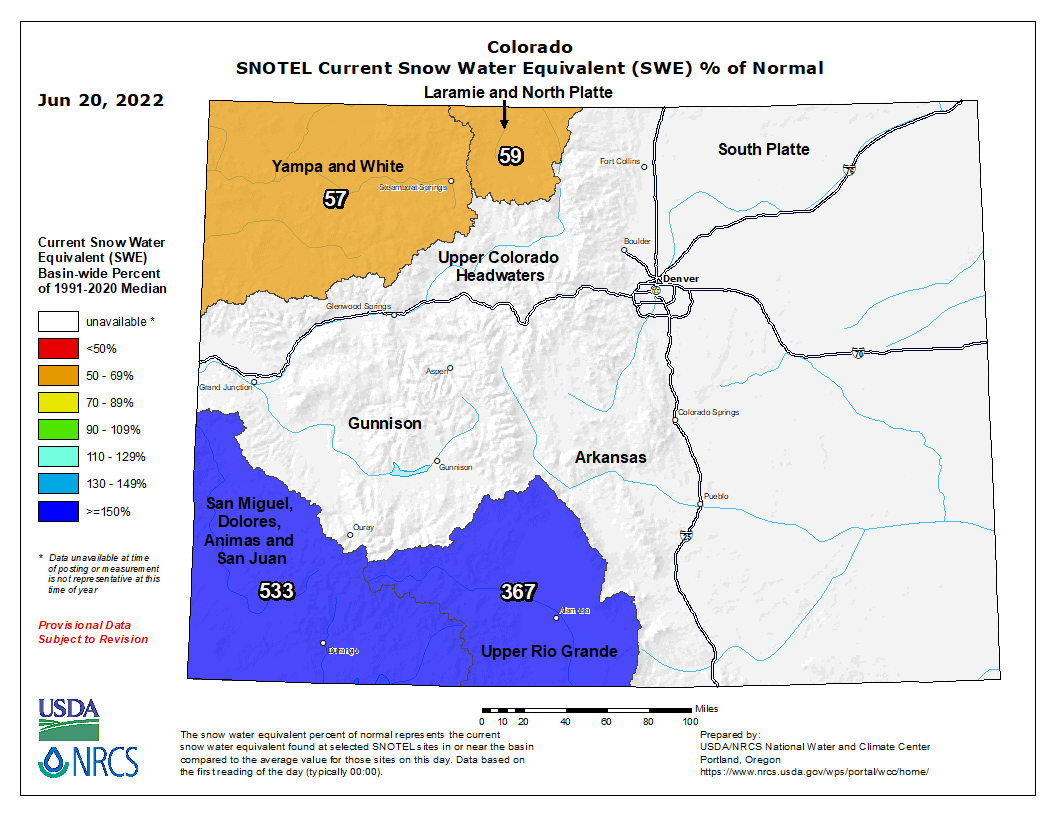 Colorado
SNOTEL Current Snow Water Equivalent (SWE) % of Normal
Jun 20, 2022
Laramie and North Platte
South Platte
59
Yampa and White
57
Steamboat Springs
Fort Collins
76
Boulder
Denver
Upper Colorado
Headwaters
Glenwood Springs
Current Snow Water
Equivalent (SWE)
Basin-wide Percent
of 1991-2020 Median
unavailable *
<50%
50 - 69%
70 - 89%
90 - 109%
110 - 129%
130 - 149%
>=150%
70
Aspen
Grand Junction
Colorado Springs
Gunnison
Arkansas
Gunnison
Pueblo
25
San Miguel,
Dolores,
Animas and
San Juan
533
Ouray
367
Alamosa
Durango
Upper Rio Grande
* Data unavailable at time
of posting or measurement
is not representative at this
time of year
Provisional Data
Subject to Revision
USDA
NRCS
0 10 20 40 60 80 100
Miles
The snow water equivalent percent of normal represents the current
snow water equivalent found at selected SNOTEL sites in or near the basin
compared to the average value for those sites on this day. Data based on
the first reading of the day (typically 00:00).
Prepared by:
USDA/NRCS National Water and Climate Center
Portland, Oregon
https://www.nrcs.usda.gov/wps/portal/wcc/home/